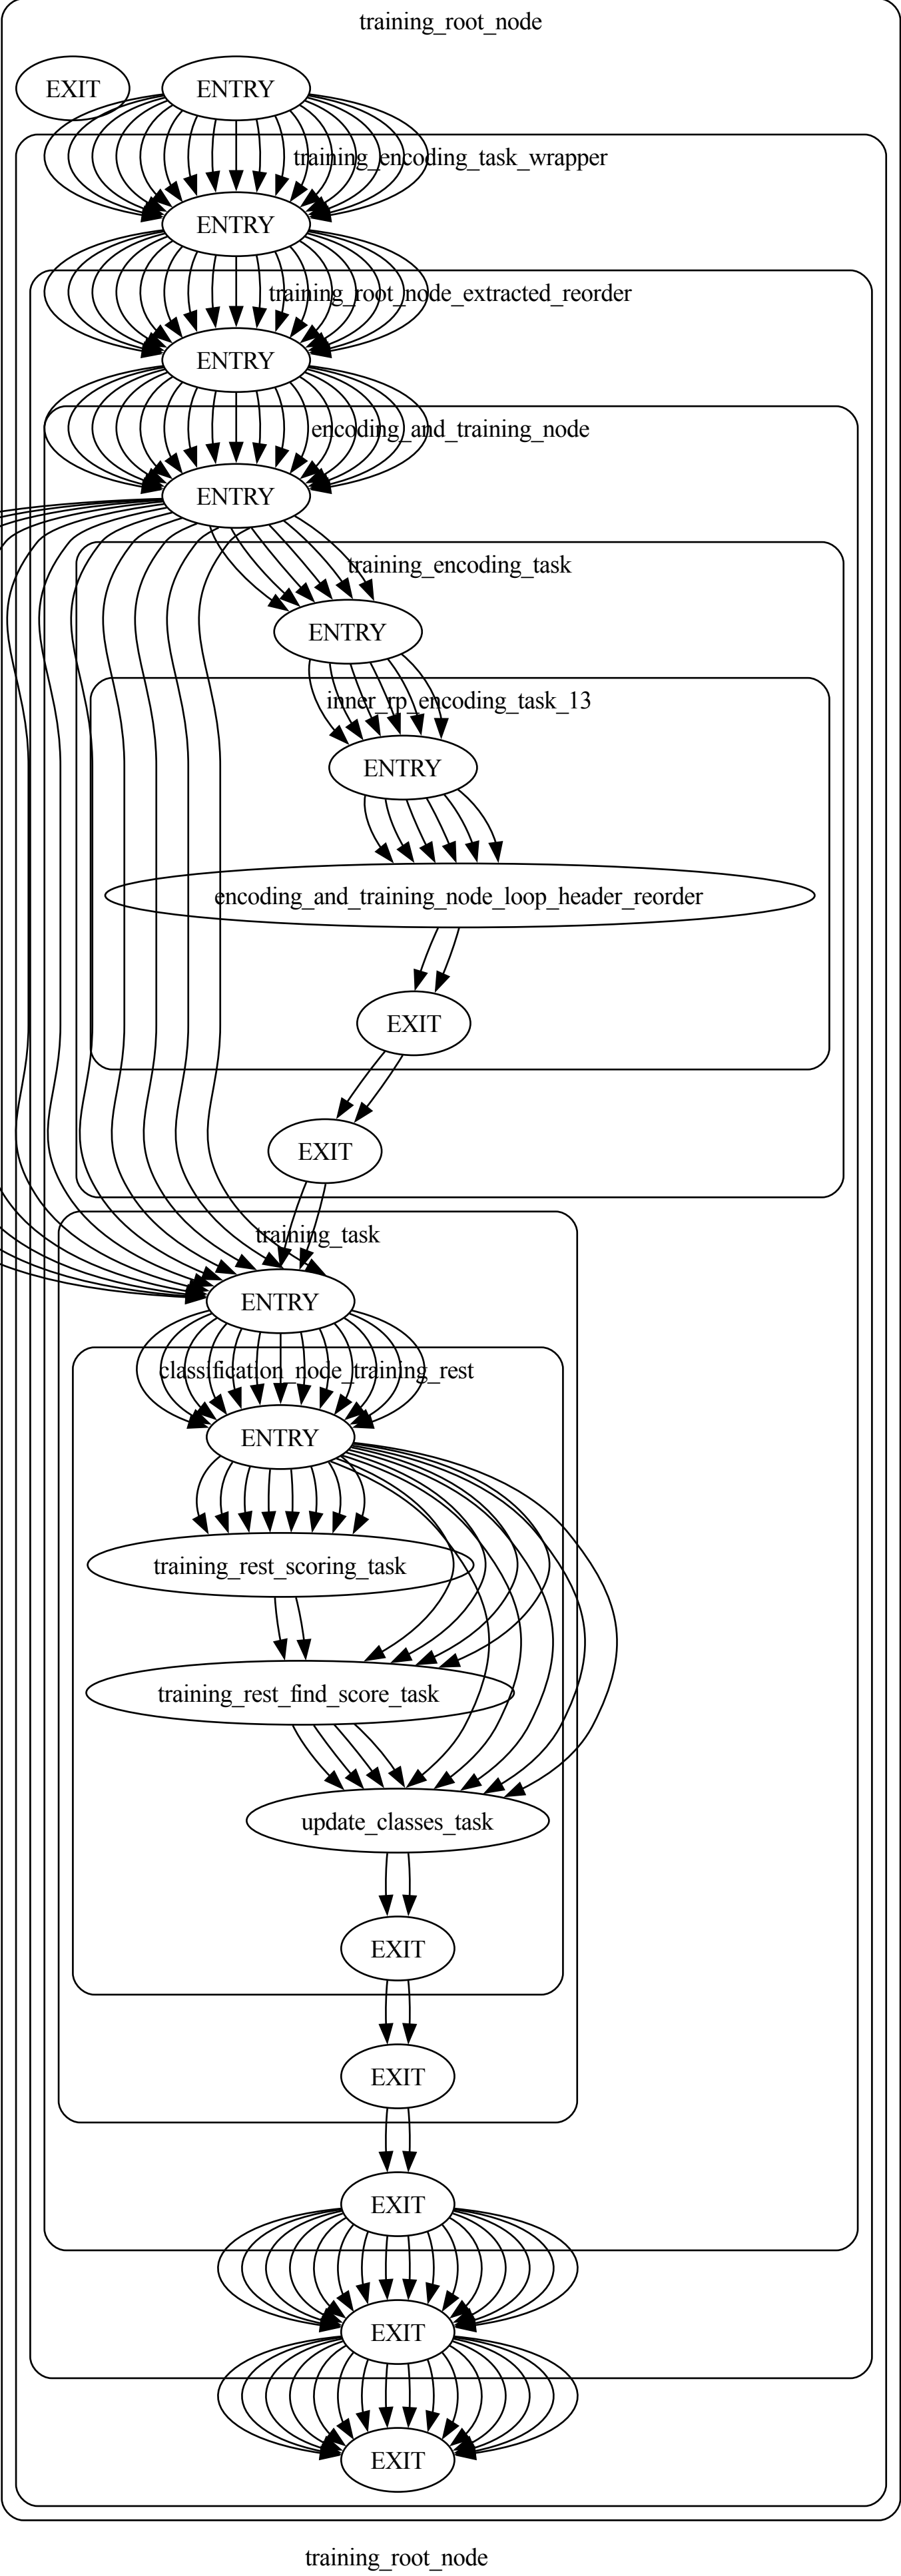 training_root_node
EXIT
ENTRY
training_encoding_task_wrapper
ENTRY
training_root_node_extracted_reorder
ENTRY
encoding_and_training_node
ENTRY
training_encoding_task
ENTRY
inner_rp_encoding_task_13
ENTRY
encoding_and_training_node_loop_header_reorder
EXIT
EXIT
training_task
ENTRY
classification_node_training_rest
ENTRY
training_rest_scoring_task
training_rest_find_score_task
update_classes_task
EXIT
EXIT
EXIT
EXIT
EXIT
training_root_node